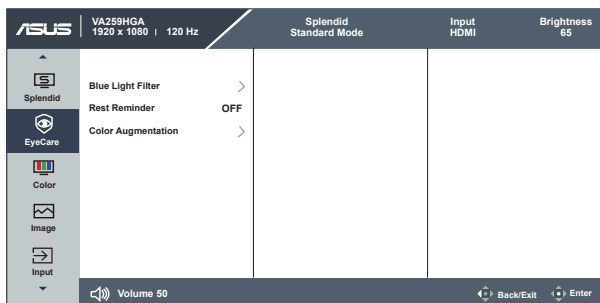 ASUS
VA259HGA
1920 x 1080 | 120 Hz
Splendid
Standard Mode
Input
HDMI
Brightness
65
Splendid
EyeCare
Color
Image
Input
Blue Light Filter
Rest Reminder OFF
Color Augmentation
Volume 50
Back/Exit Enter